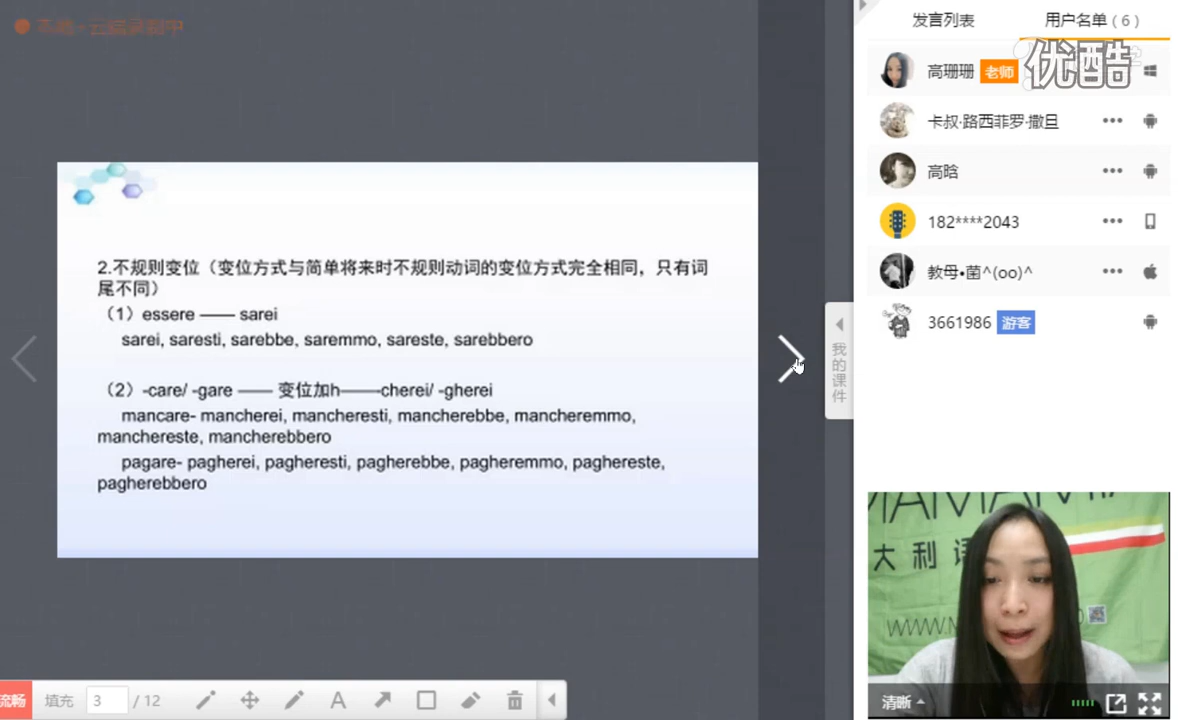 发言列表
用户名单（6）
优酷
高珊珊 老师
卡叔·路西菲罗·撒旦
高晗
182****2043
教母•菌^(oo)^
3661986 游客
2.不规则变位（变位方式与简单将来时不规则动词的变位方式完全相同，只有词
尾不同）
（1）essere —— sarei
sarei, saresti, sarebbe, saremmo, sareste, sarebbero
（2）-care/ -gare —— 变位加h——-cherei/ -gherei
mancare- mancherei, mancheresti, mancherebbe, mancheremmo,
manchereste, mancherebbero
pagare- pagherei, pagheresti, pagherebbe, pagheremmo, paghereste,
pagherebbero
我的课件
大利语
WWW.
清晰
流畅 填充 3 / 12